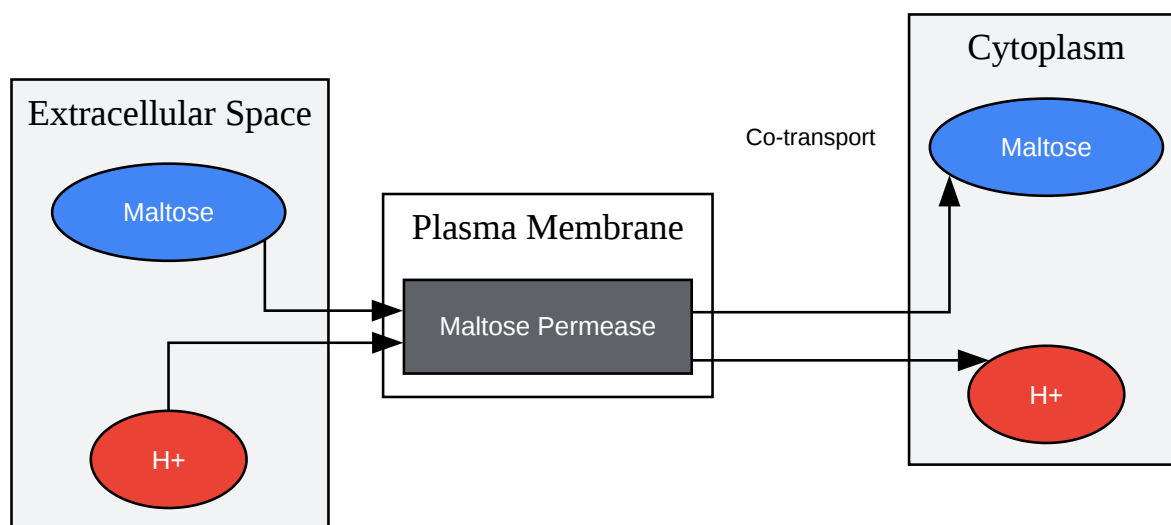 Extracellular Space
Maltose
H+
Plasma Membrane
Maltose Permease
Co-transport
Cytoplasm
Maltose
H+